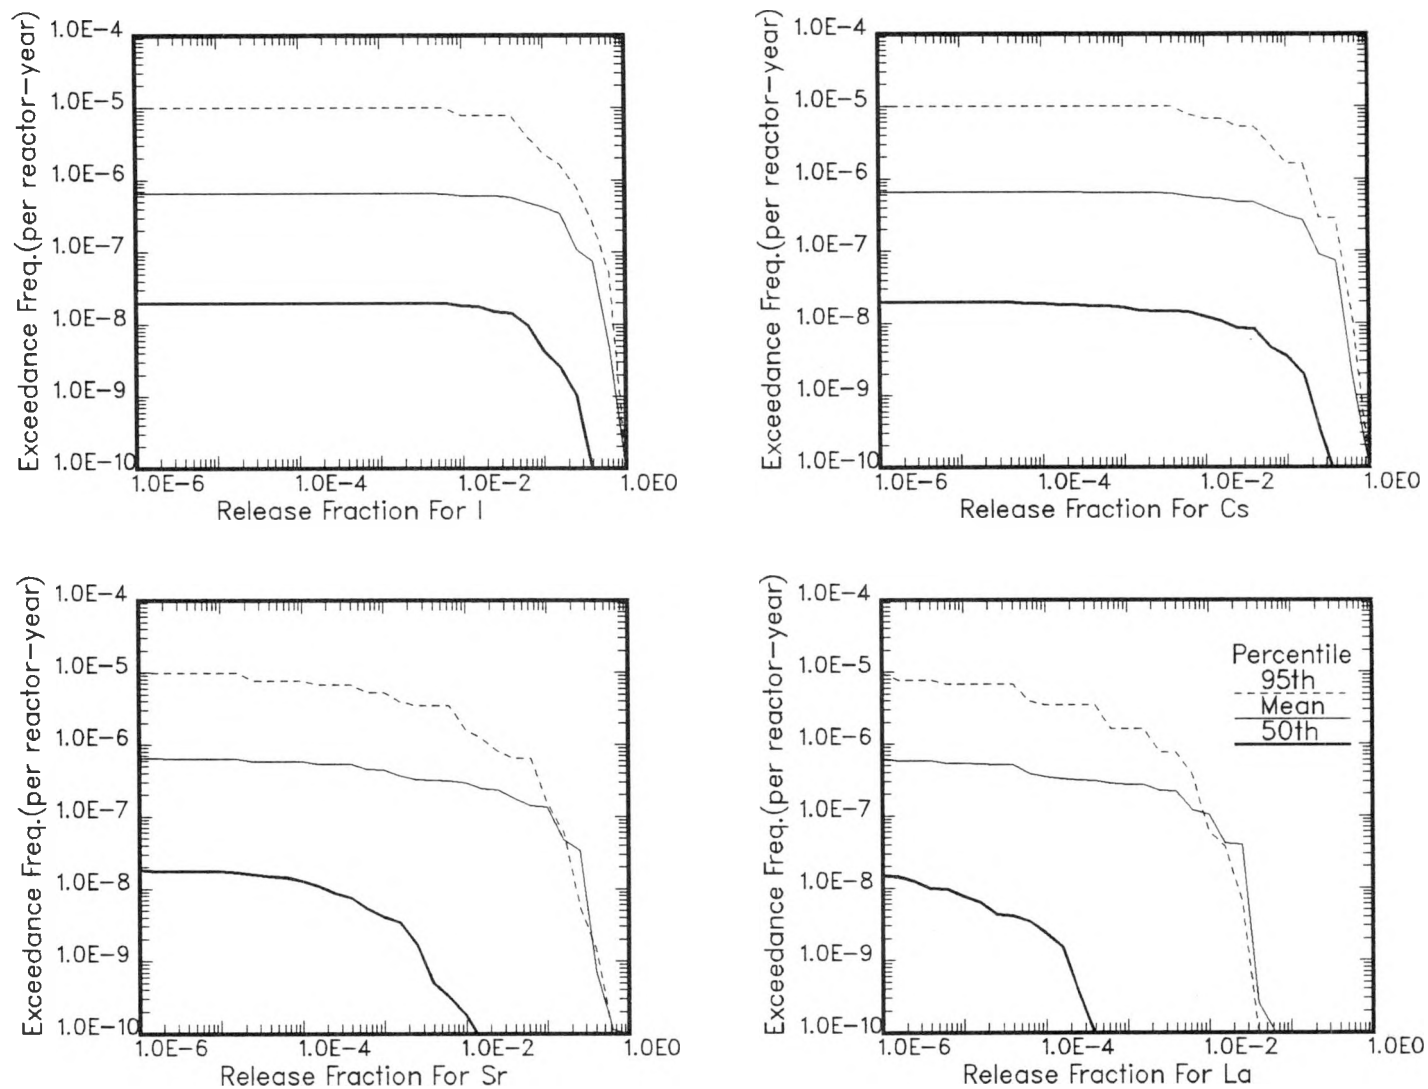 Exceedance Freq.(per reactor-year)
1.0E-4
1.0E-5
1.0E-6
1.0E-7
1.0E-8
1.0E-9
1.0E-10
1.0E-6 1.0E-4 1.0E-2 1.0E0
Release Fraction For I
Exceedance Freq.(per reactor-year)
1.0E-4
1.0E-5
1.0E-6
1.0E-7
1.0E-8
1.0E-9
1.0E-10
1.0E-6 1.0E-4 1.0E-2 1.0E0
Release Fraction For Cs
Exceedance Freq.(per reactor-year)
1.0E-4
1.0E-5
1.0E-6
1.0E-7
1.0E-8
1.0E-9
1.0E-10
1.0E-6 1.0E-4 1.0E-2 1.0E0
Release Fraction For Sr
Exceedance Freq.(per reactor-year)
1.0E-4
1.0E-5
1.0E-6
1.0E-7
1.0E-8
1.0E-9
1.0E-10
1.0E-6 1.0E-4 1.0E-2 1.0E0
Release Fraction For La
Percentile
95th
Mean
50th